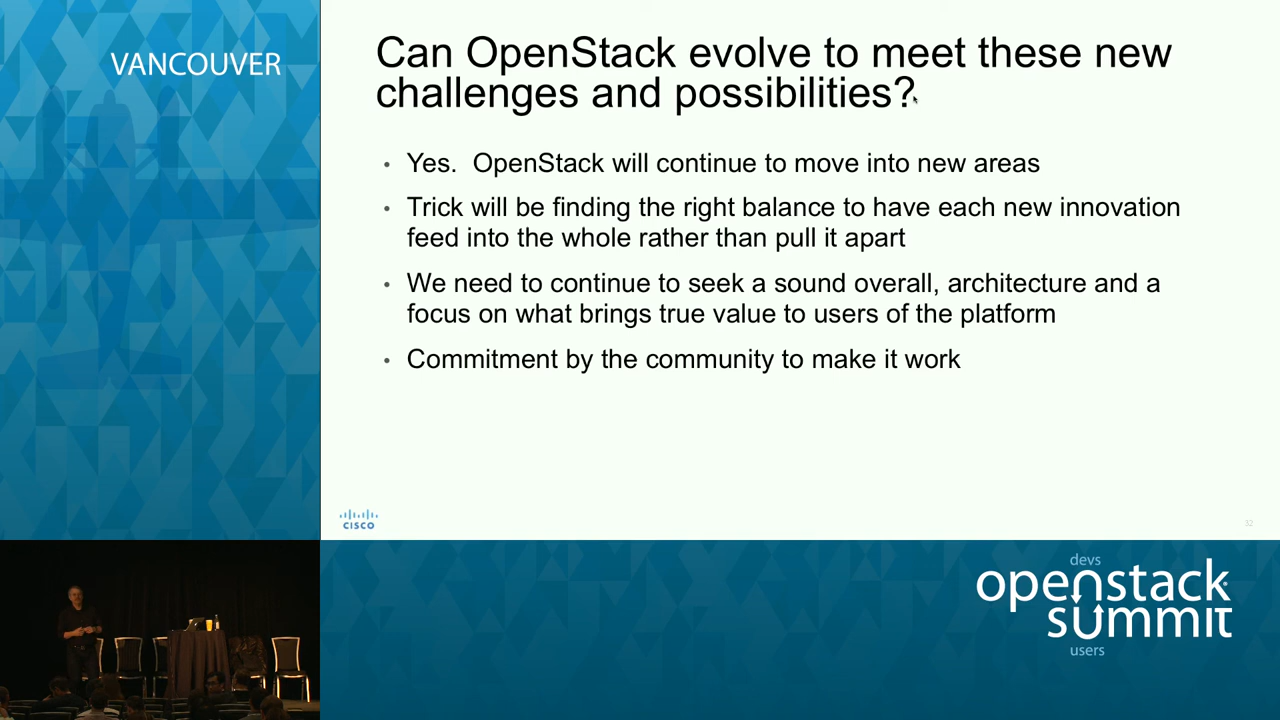 VANCOUVER
Can OpenStack evolve to meet these new
challenges and possibilities?
• Yes.  OpenStack will continue to move into new areas
• Trick will be finding the right balance to have each new innovation
feed into the whole rather than pull it apart
• We need to continue to seek a sound overall, architecture and a
focus on what brings true value to users of the platform
• Commitment by the community to make it work
CISCO
52
devs
openstack
summit
users